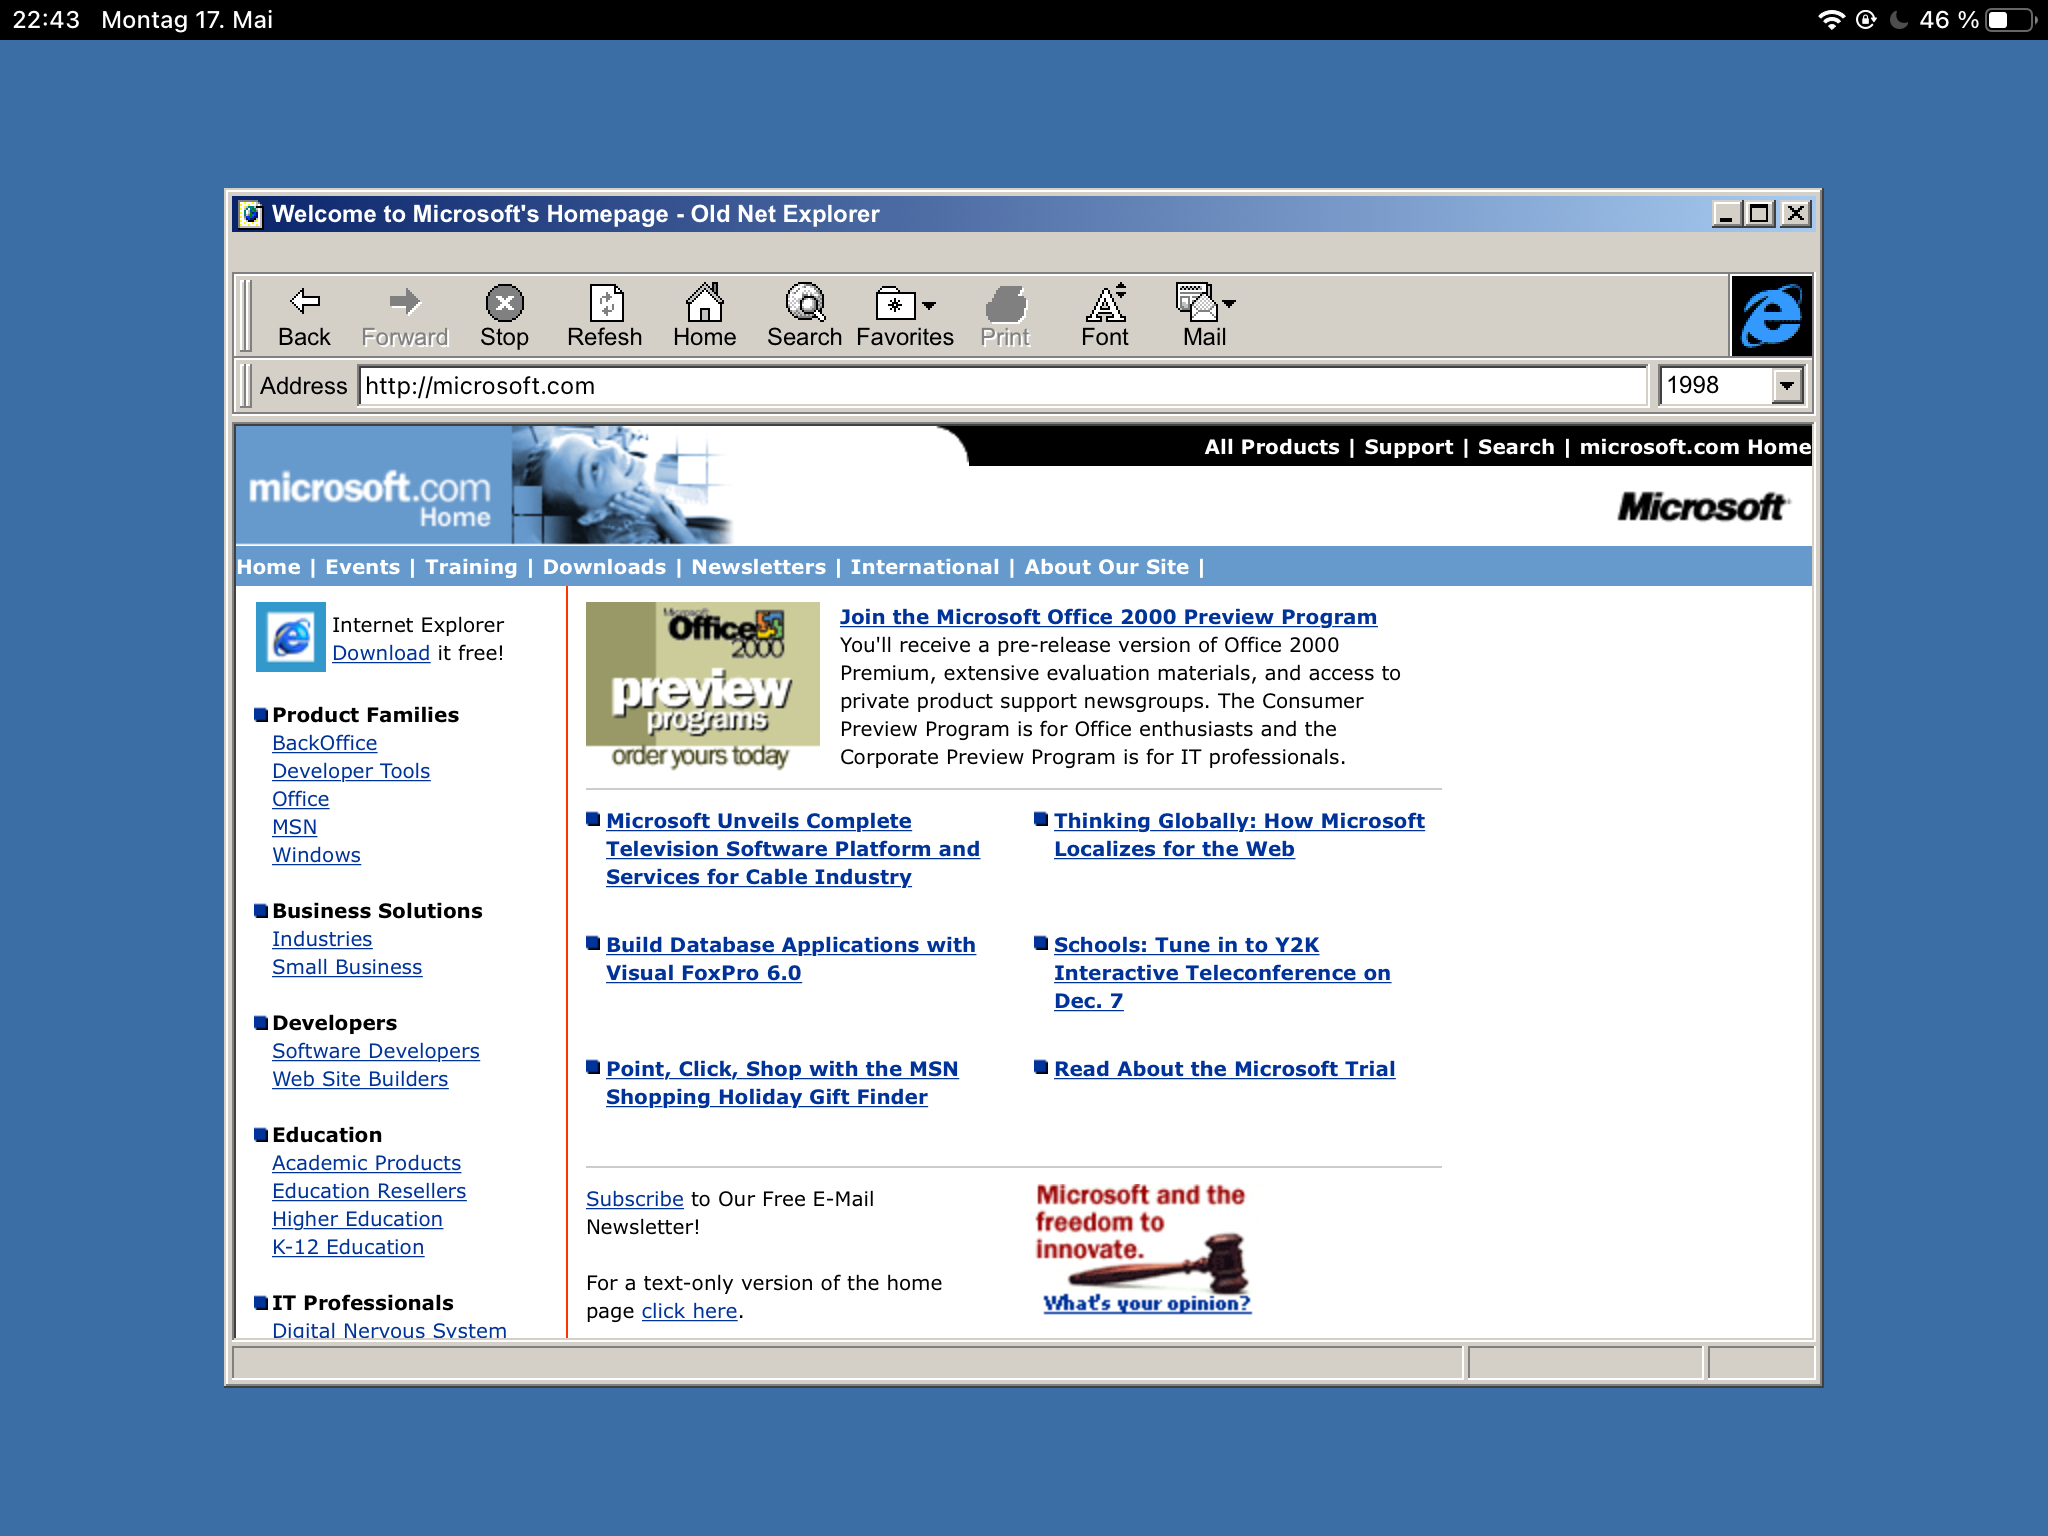 22:43 Montag 17. Mai
46 %
Welcome to Microsoft's Homepage - Old Net Explorer
Back Forward Stop Refesh Home Search Favorites Print Font Mail
Address http://microsoft.com 1998
All Products | Support | Search | microsoft.com Home
microsoft.com
Home
Microsoft
Home | Events | Training | Downloads | Newsletters | International | About Our Site |
Internet Explorer
Download it free!
Product Families
BackOffice
Developer Tools
Office
MSN
Windows
Business Solutions
Industries
Small Business
Developers
Software Developers
Web Site Builders
Education
Academic Products
Education Resellers
Higher Education
K-12 Education
IT Professionals
Digital Nervous System
Microsoft
Office
2000
preview
programs
order yours today
Join the Microsoft Office 2000 Preview Program
You'll receive a pre-release version of Office 2000
Premium, extensive evaluation materials, and access to
private product support newsgroups. The Consumer
Preview Program is for Office enthusiasts and the
Corporate Preview Program is for IT professionals.
Microsoft Unveils Complete
Television Software Platform and
Services for Cable Industry
Thinking Globally: How Microsoft
Localizes for the Web
Build Database Applications with
Visual FoxPro 6.0
Schools: Tune in to Y2K
Interactive Teleconference on
Dec. 7
Point, Click, Shop with the MSN
Shopping Holiday Gift Finder
Read About the Microsoft Trial
Subscribe to Our Free E-Mail
Newsletter!
For a text-only version of the home
page click here.
Microsoft and the
freedom to
innovate.
What's your opinion?